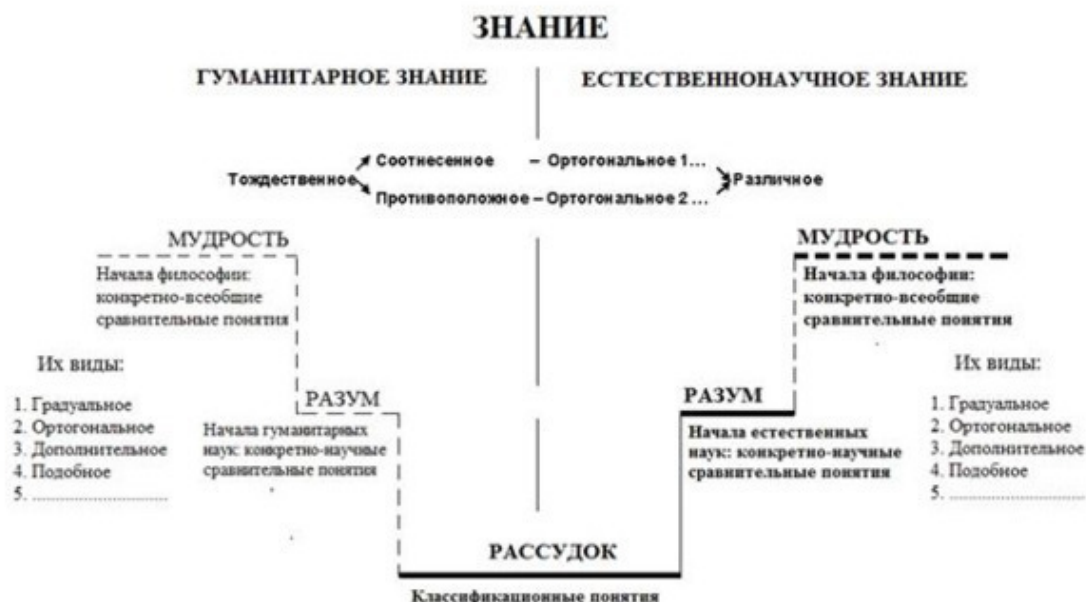 ЗНАНИЕ
ГУМАНИТАРНОЕ ЗНАНИЕ
ЕСТЕСТВЕННОНАУЧНОЕ ЗНАНИЕ
Соотнесенное – Ортогональное 1...
Тождественное
Различное
Противоположное – Ортогональное 2 ...
МУДРОСТЬ
Начала философии:
конкретно-всеобщие
сравнительные понятия
Их виды:
1. Градуальное
2. Ортогональное
3. Дополнительное
4. Подобное
5. ................................
РАЗУМ
Начала гуманитарных
наук: конкретно-научные
сравнительные понятия
РАССУДОК
Классификационные понятия
РАЗУМ
Начала естественных
наук: конкретно-научные
сравнительные понятия
МУДРОСТЬ
Начала философии:
конкретно-всеобщие
сравнительные понятия
Их виды:
1. Градуальное
2. Ортогональное
3. Дополнительное
4. Подобное
5. ................................